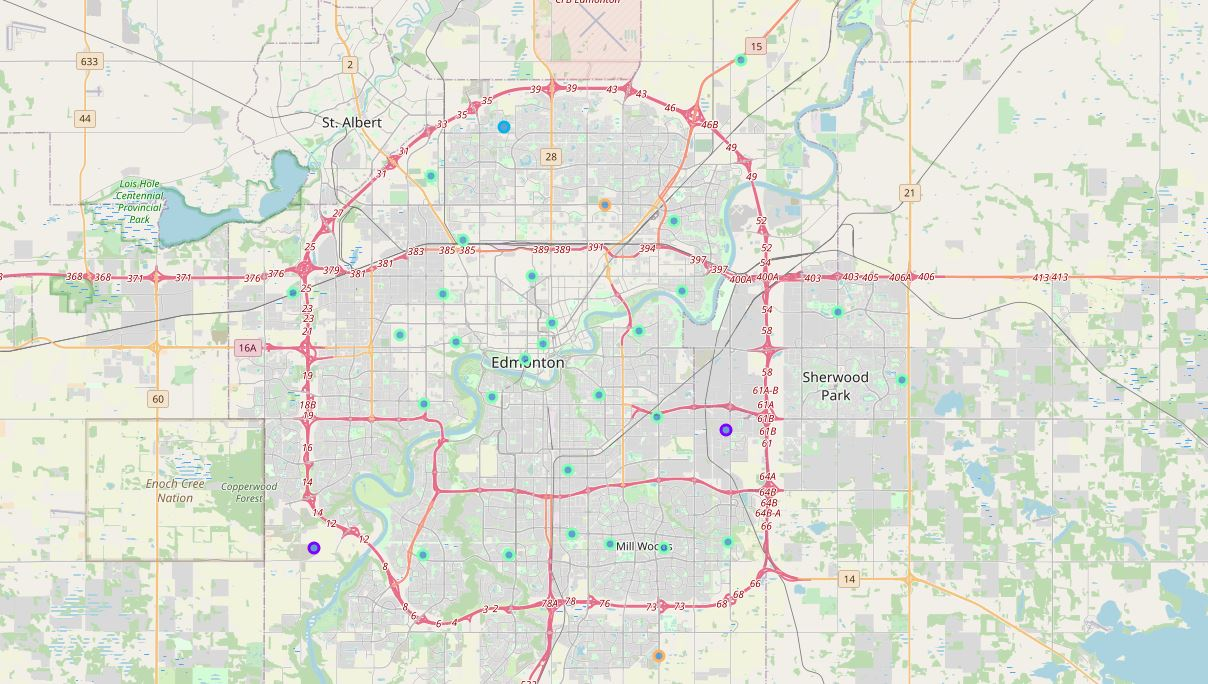 CFB Edmonton
15
633
2
39
39
43
43
35
46
35
44
33
46B
St. Albert
31
28
49
31
49
Lois Hole
Centennial
Provincial
Park
21
27
52
25
383
385 385
389 389
391
394
52
381
397
397
54
368
368
371
371
376
376
379
381
400A
400A
403
403
405
406A
406
413
413
25
23
23
54
21
58
16A
Edmonton
19
58
Sherwood
Park
61A-B
60
18B
61A
19
61B
61B
16
61
64A
Enoch Cree
Nation
Copperwood
Forest
14
64B
64B
64B-A
14
12
66
12
Mill Woods
8
14
66
68
68
8
78A
78
76
73
73
3-2
6
6
4